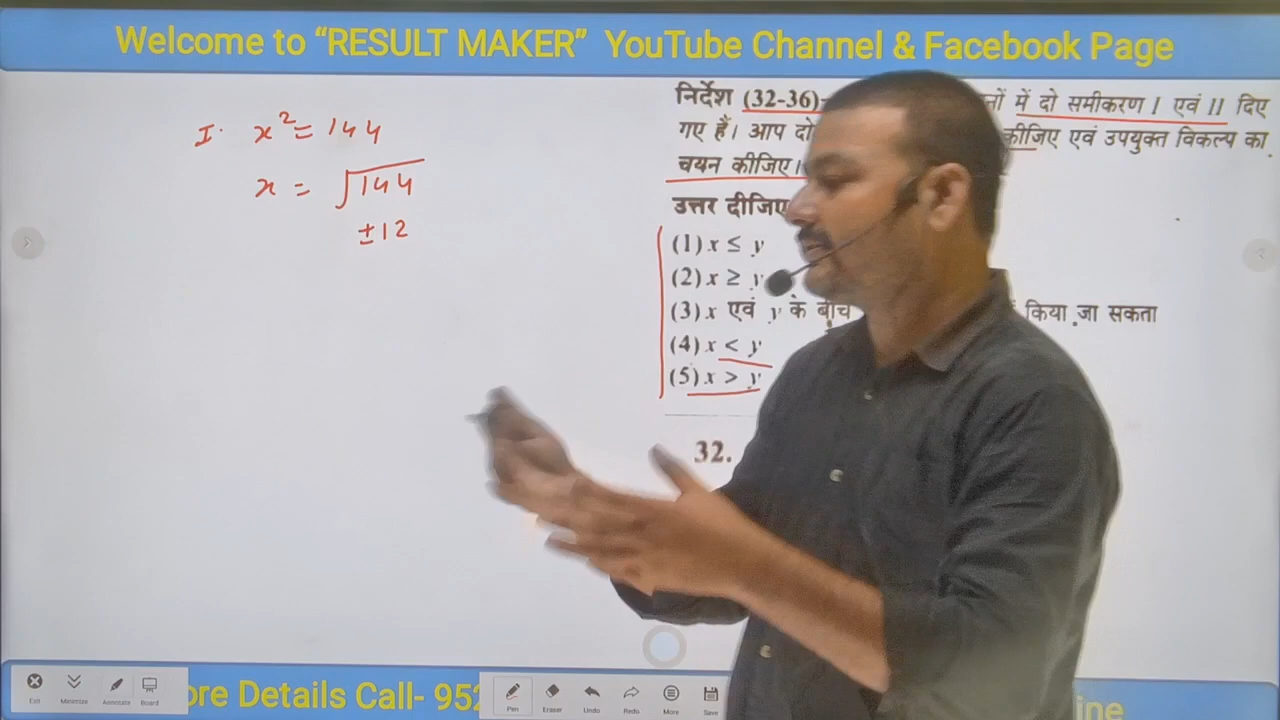 Welcome to “RESULT MAKER” YouTube Channel & Facebook Page
I. x² = 144
x = √144
±12
निर्देश (32-36)- में दो समीकरण I एवं II दिए
गए हैं। आप दो कीजिए एवं उपयुक्त विकल्प का
चयन कीजिए।
उत्तर दीजिए
(1) x ≤ y
(2) x ≥ y
(3) x एवं y के बीच किया जा सकता
(4) x < y
(5) x > y
32.
ore Details Call- 952 ine
Exit Minimize Annotate Board Pen Eraser Undo Redo More Save